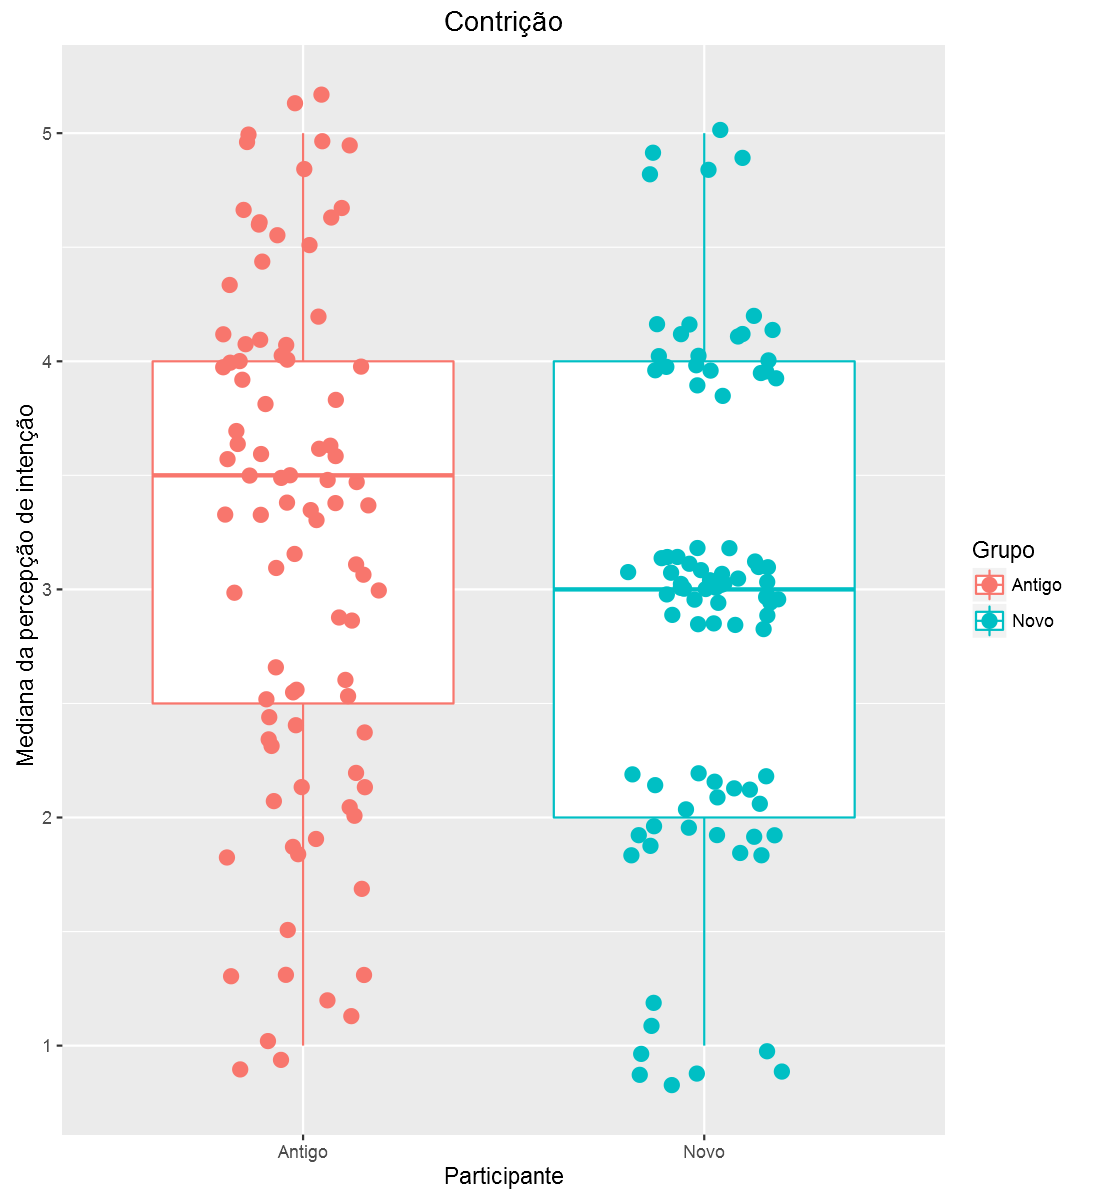 Contrição
Mediana da percepção de intenção
5
4
3
2
1
Antigo
Novo
Participante
Grupo
Antigo
Novo